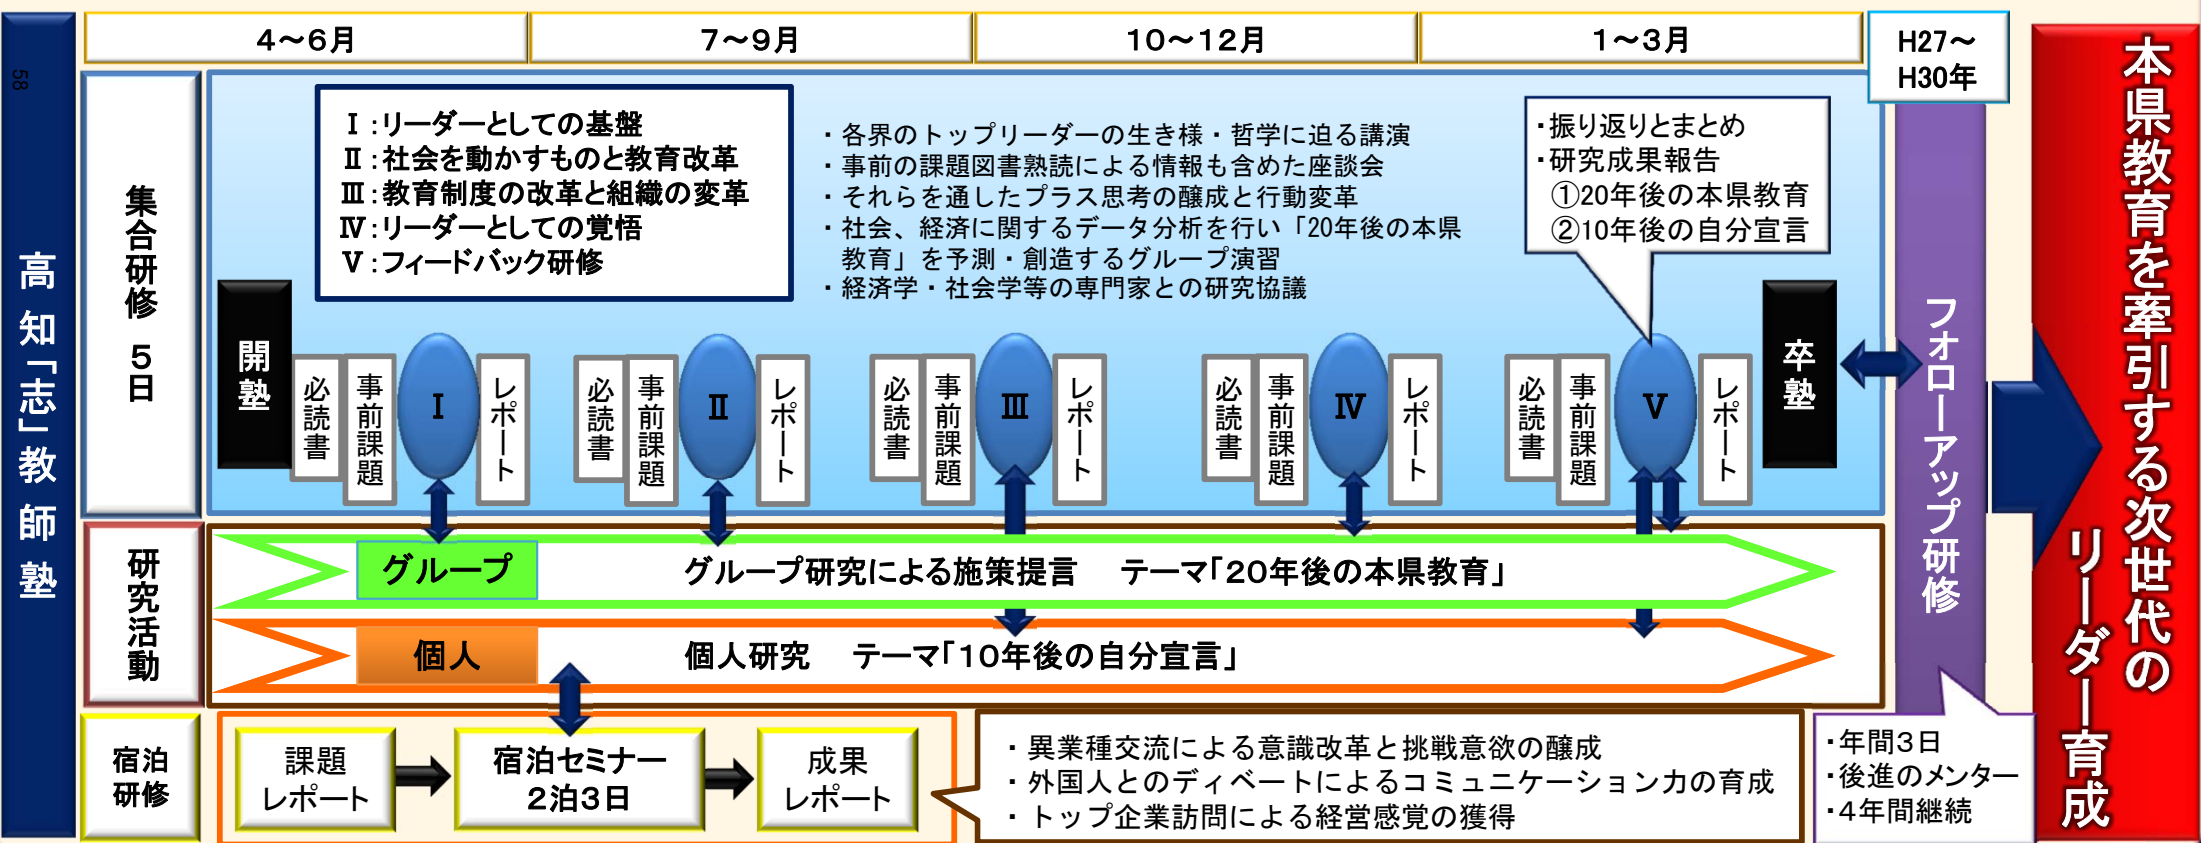 58
高知「志」教師塾
4～6月
7～9月
10～12月
1～3月
H27～
H30年
集合研修 5日
Ⅰ:リーダーとしての基盤
Ⅱ:社会を動かすものと教育改革
Ⅲ:教育制度の改革と組織の変革
Ⅳ:リーダーとしての覚悟
Ⅴ:フィードバック研修
・各界のトップリーダーの生き様・哲学に迫る講演
・事前の課題図書熟読による情報も含めた座談会
・それらを通したプラス思考の醸成と行動変革
・社会、経済に関するデータ分析を行い「20年後の本県
教育」を予測・創造するグループ演習
・経済学・社会学等の専門家との研究協議
・振り返りとまとめ
・研究成果報告
①20年後の本県教育
②10年後の自分宣言
開塾
必読書
事前課題
Ⅰ
レポート
必読書
事前課題
Ⅱ
レポート
必読書
事前課題
Ⅲ
レポート
必読書
事前課題
Ⅳ
レポート
必読書
事前課題
Ⅴ
レポート
卒塾
研究活動
グループ
グループ研究による施策提言 テーマ「20年後の本県教育」
個人
個人研究 テーマ「10年後の自分宣言」
宿泊
研修
課題
レポート
宿泊セミナー
2泊3日
成果
レポート
・異業種交流による意識改革と挑戦意欲の醸成
・外国人とのディベートによるコミュニケーション力の育成
・トップ企業訪問による経営感覚の獲得
フォローアップ研修
・年間3日
・後進のメンター
・4年間継続
本県教育を牽引する次世代の
リーダー育成